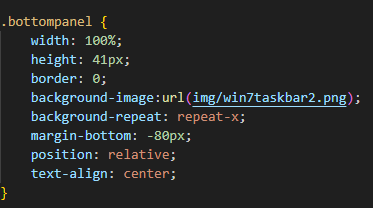 .bottompanel {
width: 100%;
height: 41px;
border: 0;
background-image:url(img/win7taskbar2.png);
background-repeat: repeat-x;
margin-bottom: -80px;
position: relative;
text-align: center;
}